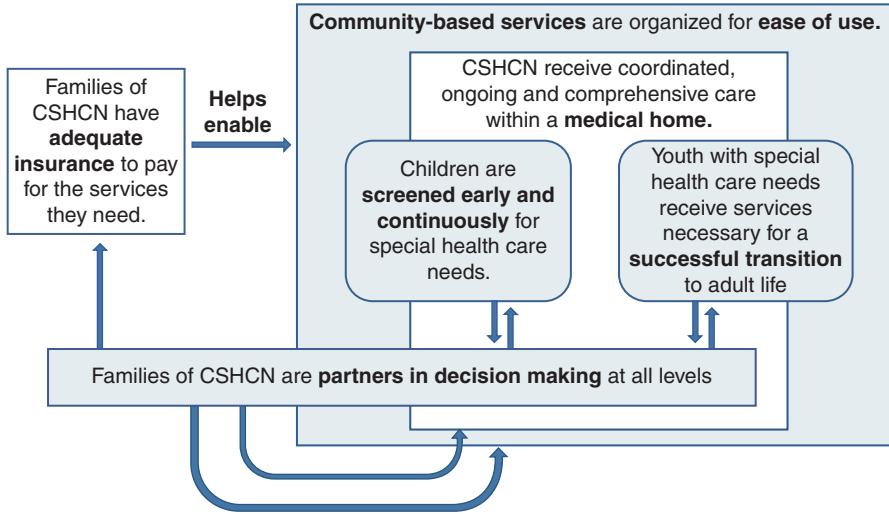 Community-based services are organized for ease of use.
Families of
CSHCN have
adequate
insurance to pay
for the services
they need.
Helps
enable
CSHCN receive coordinated,
ongoing and comprehensive care
within a medical home.
Children are
screened early and
continuously for
special health care
needs.
Youth with special
health care needs
receive services
necessary for a
successful transition
to adult life
Families of CSHCN are partners in decision making at all levels